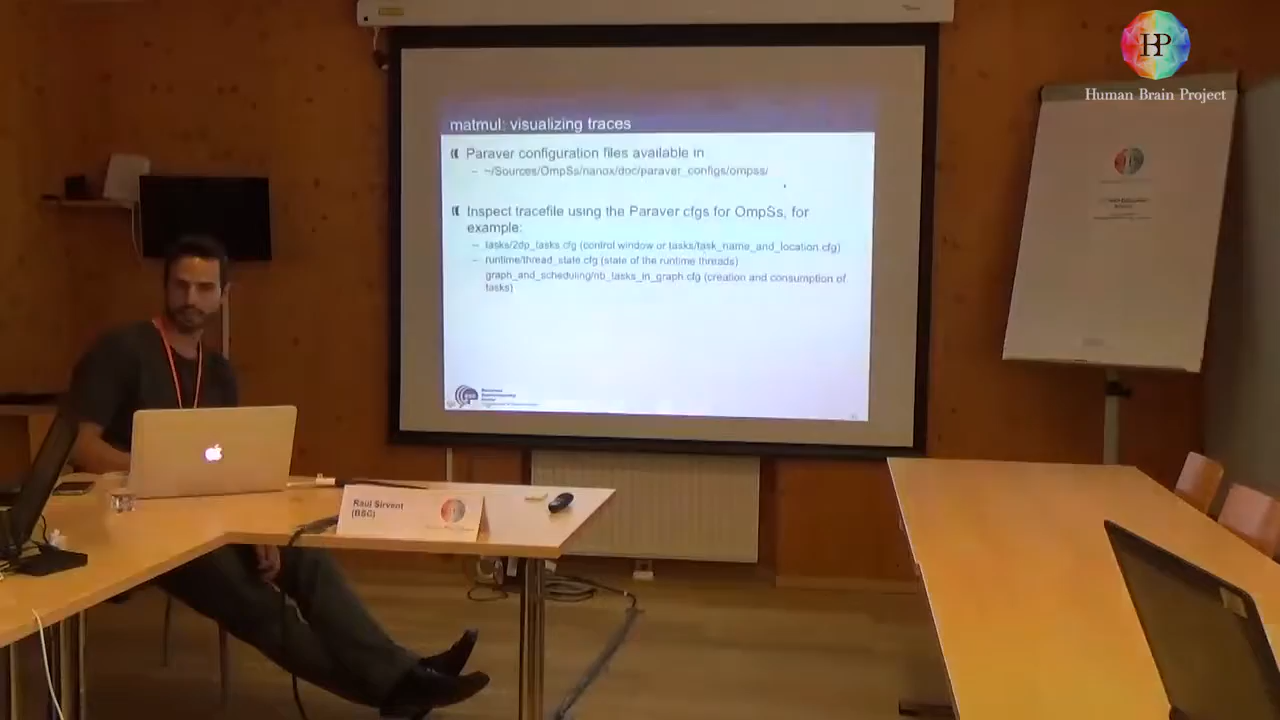 HBP
Human Brain Project
matmul: visualizing traces
Paraver configuration files available in
– ~/Sources/OmpSs/nanox/doc/paraver_configs/ompss/
Inspect tracefile using the Paraver cfgs for OmpSs, for
example:
– tasks/2dp_tasks.cfg (control window or tasks/task_name_and_location.cfg)
– runtime/thread_state.cfg (state of the runtime threads)
graph_and_scheduling/nb_tasks_in_graph.cfg (creation and consumption of
tasks)
Raül Sirvent
(BSC)